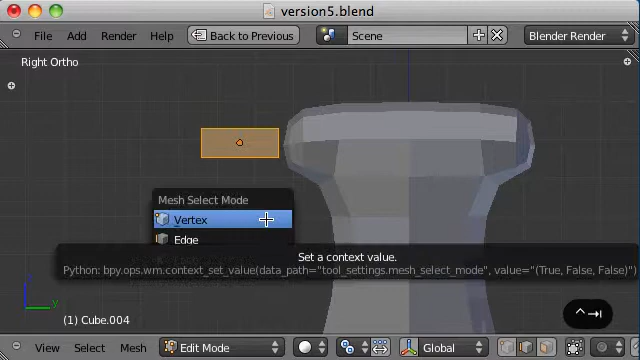 version5.blend
File Add Render Help Back to Previous Scene Blender Render
Right Ortho
Mesh Select Mode
Vertex
Edge
Set a context value.
Python: bpy.ops.wm.context_set_value(data_path="tool_settings.mesh_select_mode", value="(True, False, False)")
z
y
(1) Cube.004
View Select Mesh Edit Mode Global